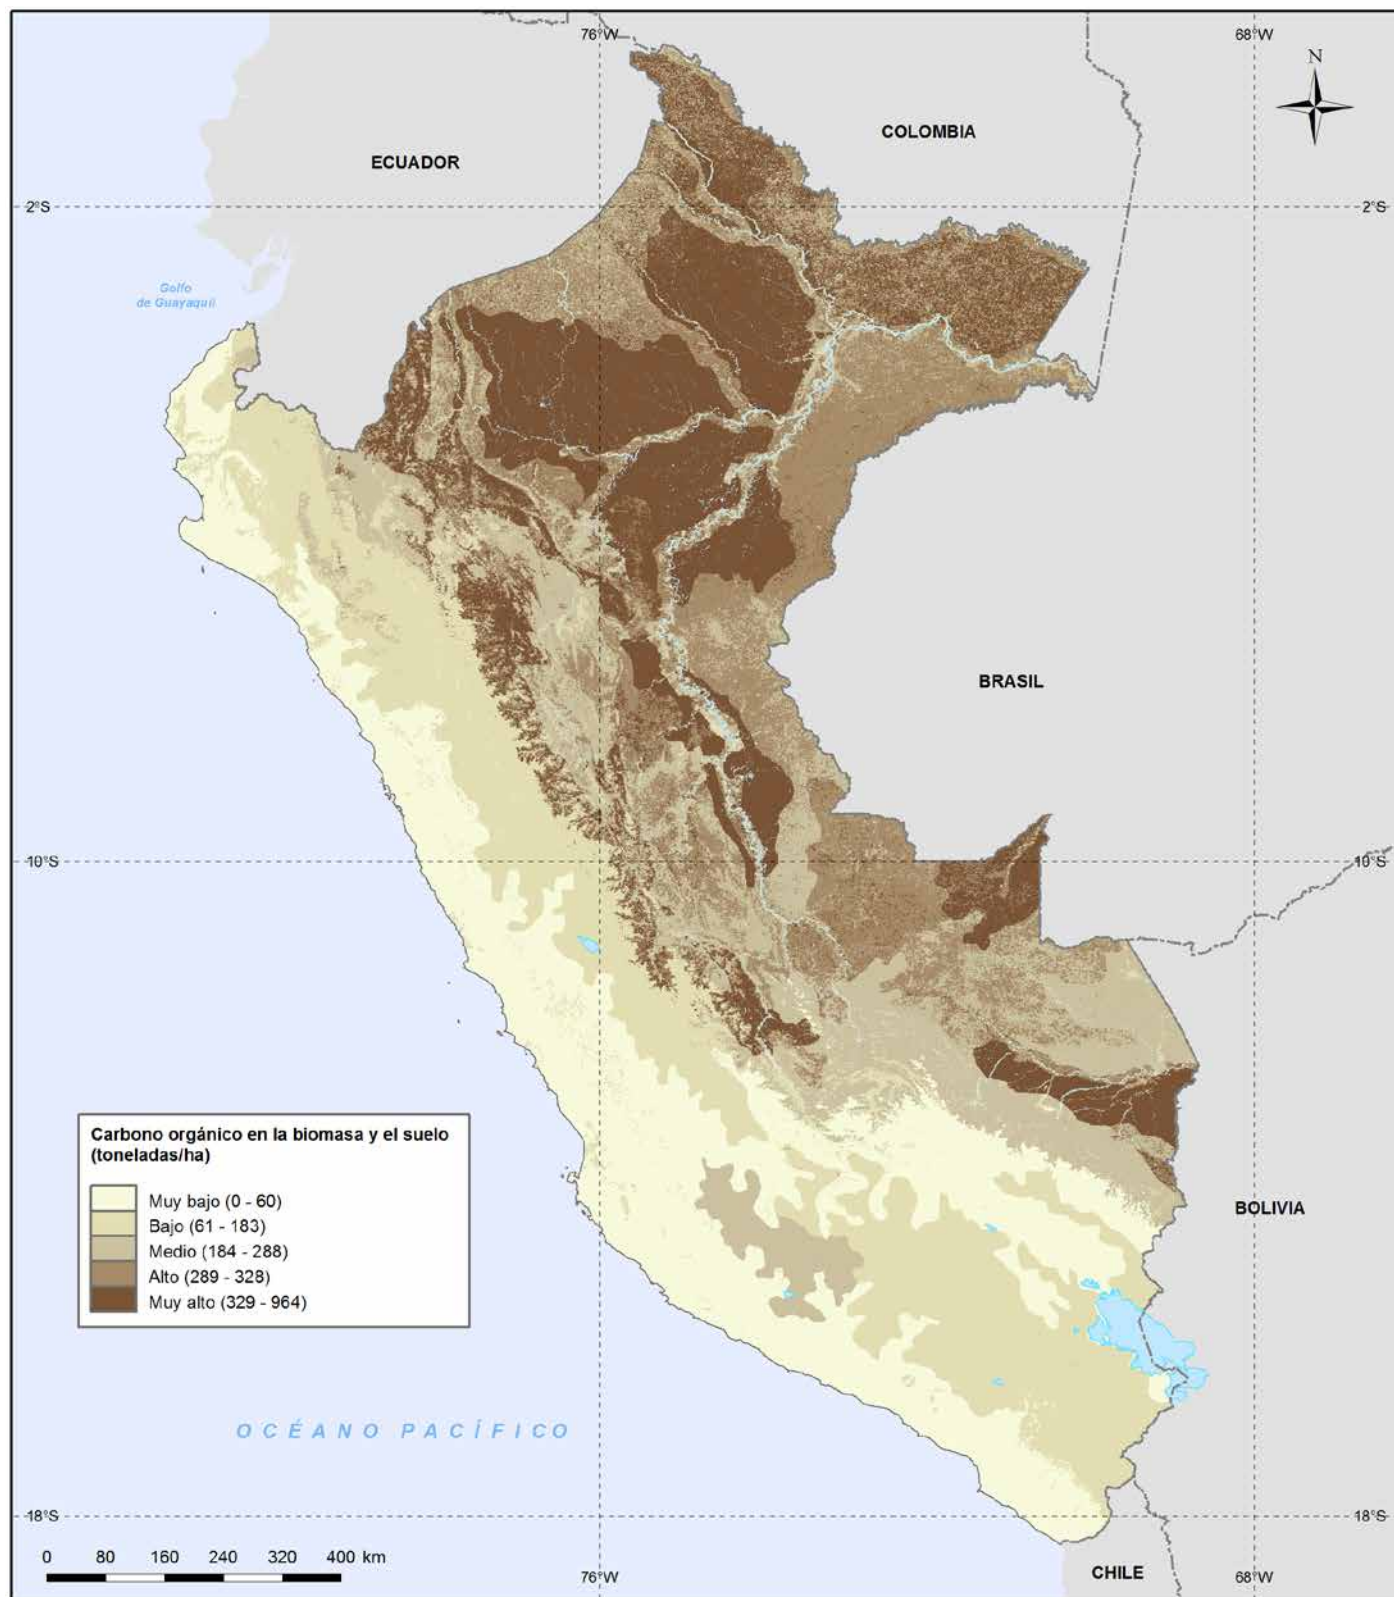 76°W
68°W
N
COLOMBIA
ECUADOR
2°S
2°S
Golfo
de Guayaquil
BRASIL
10°S
10°S
Carbono orgánico en la biomasa y el suelo
(toneladas/ha)
Muy bajo (0 - 60)
Bajo (61 - 183)
Medio (184 - 288)
Alto (289 - 328)
Muy alto (329 - 964)
BOLIVIA
OCÉANO PACÍFICO
18°S
18°S
0 80 160 240 320 400 km
76°W
CHILE
68°W